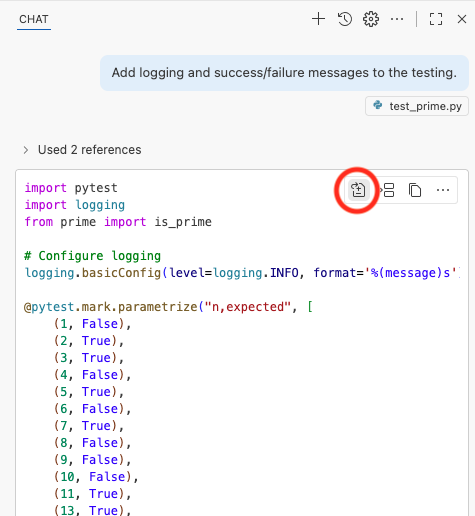 CHAT
Add logging and success/failure messages to the testing.
test_prime.py
Used 2 references
import pytest
import logging
from prime import is_prime
# Configure logging
logging.basicConfig(level=logging.INFO, format='%(message)s'
@pytest.mark.parametrize("n,expected", [
(1, False),
(2, True),
(3, True),
(4, False),
(5, True),
(6, False),
(7, True),
(8, False),
(9, False),
(10, False),
(11, True),
(13, True),